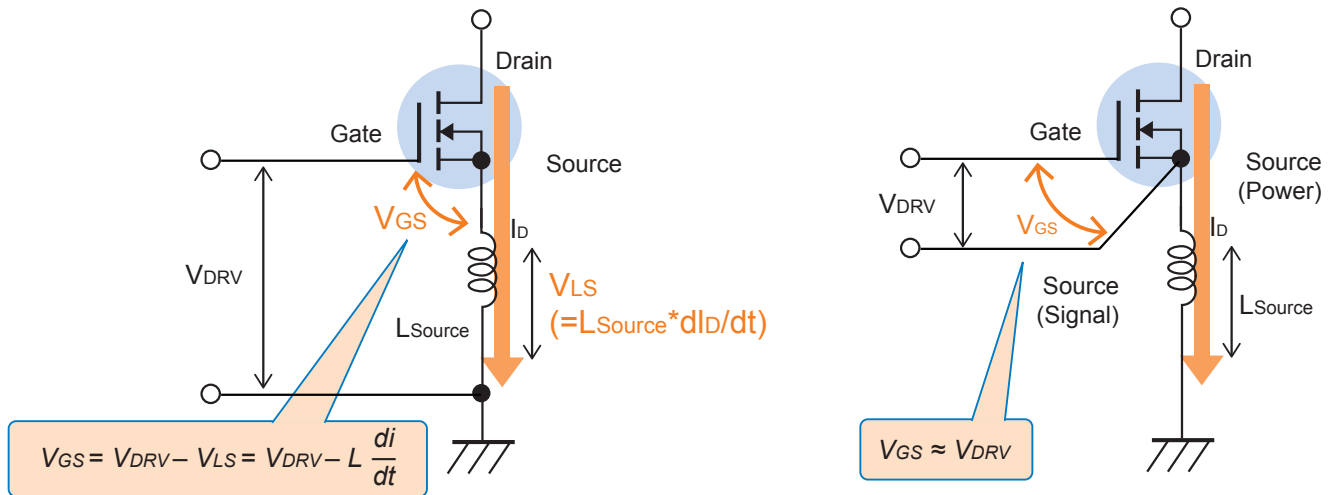 Drain
Gate
Source
VGS
ID
VDRV
VLS
(=LSource*dID/dt)
LSource
VGS = VDRV – VLS = VDRV – L di/dt
Drain
Gate
Source
(Power)
VDRV
VGS
ID
Source
(Signal)
LSource
VGS ≈ VDRV